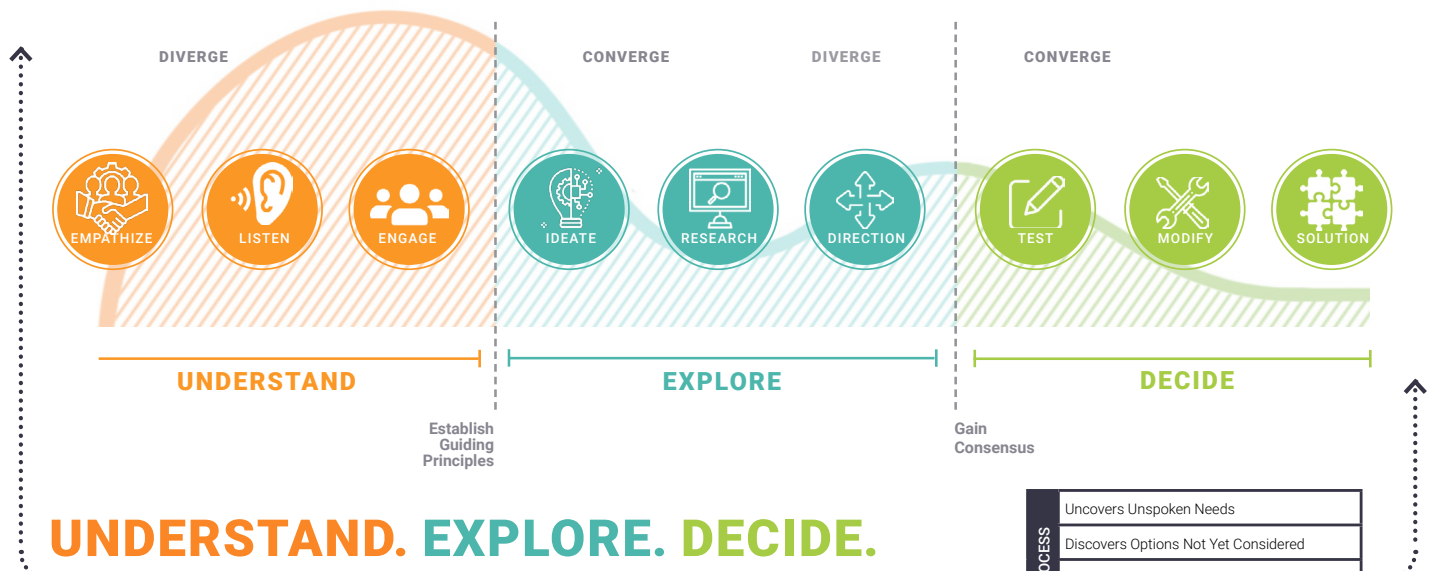 DIVERGE
CONVERGE
DIVERGE
CONVERGE
EMPATHIZE
LISTEN
ENGAGE
IDEATE
RESEARCH
DIRECTION
TEST
MODIFY
SOLUTION
UNDERSTAND
EXPLORE
DECIDE
Establish
Guiding
Principles
Gain
Consensus
UNDERSTAND. EXPLORE. DECIDE.
Uncovers Unspoken Needs
Discovers Options Not Yet Considered